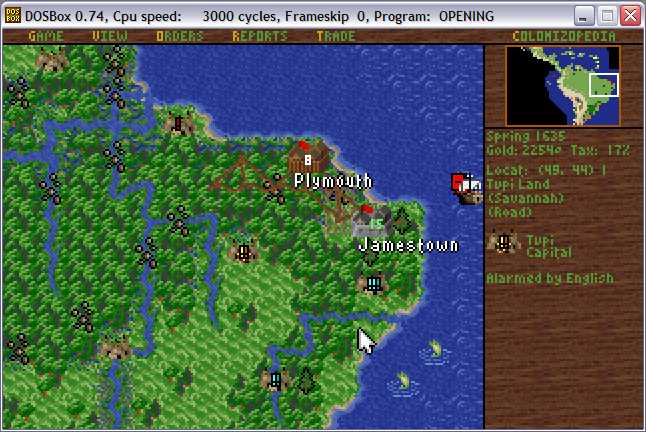 DOSBox 0.74, Cpu speed: 3000 cycles, Frameskip 0, Program: OPENING
GAME VIEW ORDERS REPORTS TRADE COLONIZOPEDIA
Spring 1635
Gold: 2254¢ Tax: 17%
Locat: (49, 44) 1
Tupi Land
(Savannah)
(Road)
Tupi
Capital
Alarmed by English
8
Plymouth
15
Jamestown